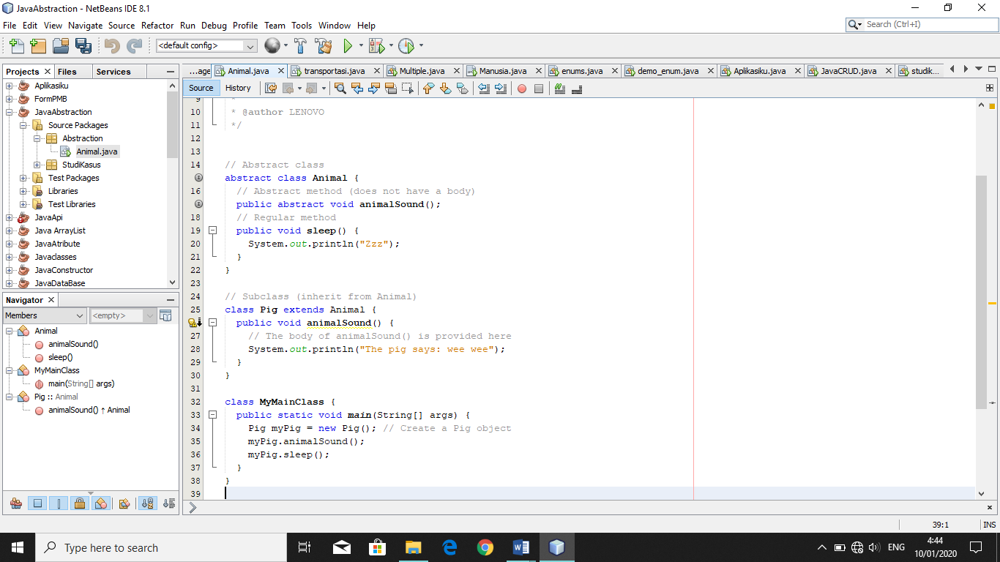 JavaAbstraction - NetBeans IDE 8.1
File Edit View Navigate Source Refactor Run Debug Profile Team Tools Window Help
Search (Ctrl+I)
<default config>
Projects Files Services
Aplikasiku
FormPMB
JavaAbstraction
Source Packages
Abstraction
Animal.java
StudiKasus
Test Packages
Libraries
Test Libraries
JavaApi
Java ArrayList
JavaAtribute
Javaclasses
JavaConstructor
JavaDataBase
Navigator
Members <empty>
Animal
animalSound()
sleep()
MyMainClass
main(String[] args)
Pig :: Animal
animalSound() ↑ Animal
...age Animal.java transportasi.java Multiple.java Manusia.java enums.java demo_enum.java Aplikasiku.java JavaCRUD.java studik...
Source History
9 *
10 * @author LENOVO
11 */
12
13
14 // Abstract class
abstract class Animal {
16 // Abstract method (does not have a body)
public abstract void animalSound();
18 // Regular method
19 public void sleep() {
20 System.out.println("Zzz");
21 }
22 }
23
24 // Subclass (inherit from Animal)
25 class Pig extends Animal {
public void animalSound() {
27 // The body of animalSound() is provided here
28 System.out.println("The pig says: wee wee");
29 }
30 }
31
32 class MyMainClass {
33 public static void main(String[] args) {
34 Pig myPig = new Pig(); // Create a Pig object
35 myPig.animalSound();
36 myPig.sleep();
37 }
38 }
39
39:1 INS
Type here to search
ENG
4:44
10/01/2020